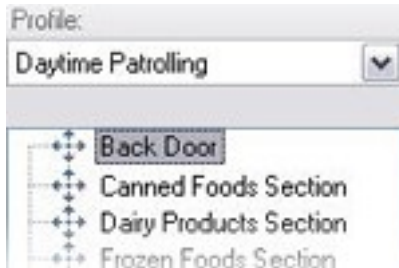 Profile:
Daytime Patrolling
Back Door
Canned Foods Section
Dairy Products Section
Frozen Foods Section